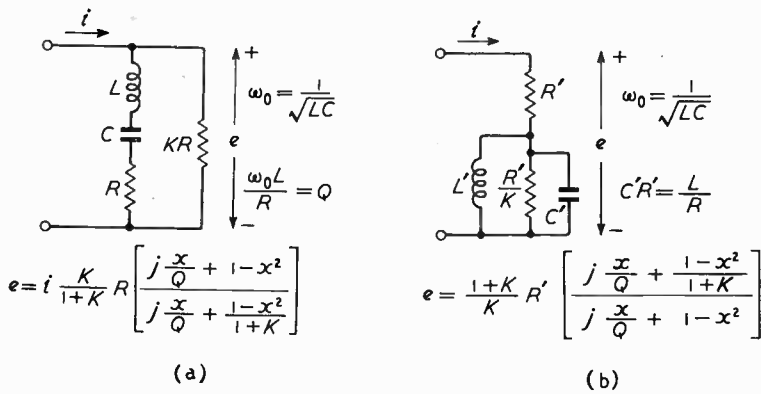 i
L
C
R
KR
+
e
−
ω₀ = 1/√(LC)
ω₀L/R = Q
e = i K/(1+K) R [ (j x/Q + 1−x²) / (j x/Q + (1−x²)/(1+K)) ]
(a)
i
R′
L′
R′/K
C′
+
e
−
ω₀ = 1/√(LC)
C′R′ = L/R
e = (1+K)/K R′ [ (j x/Q + (1−x²)/(1+K)) / (j x/Q + 1−x²) ]
(b)